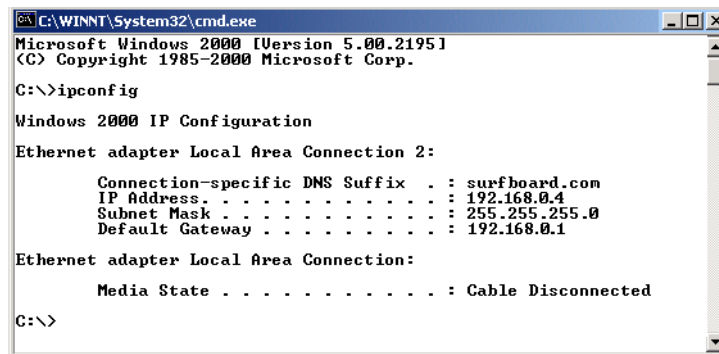 C:\WINNT\System32\cmd.exe
Microsoft Windows 2000 [Version 5.00.2195]
(C) Copyright 1985-2000 Microsoft Corp.
C:\>ipconfig
Windows 2000 IP Configuration
Ethernet adapter Local Area Connection 2:
Connection-specific DNS Suffix . : surfboard.com
IP Address. . . . . . . . . . . . : 192.168.0.4
Subnet Mask . . . . . . . . . . . : 255.255.255.0
Default Gateway . . . . . . . . . : 192.168.0.1
Ethernet adapter Local Area Connection:
Media State . . . . . . . . . . . : Cable Disconnected
C:\>